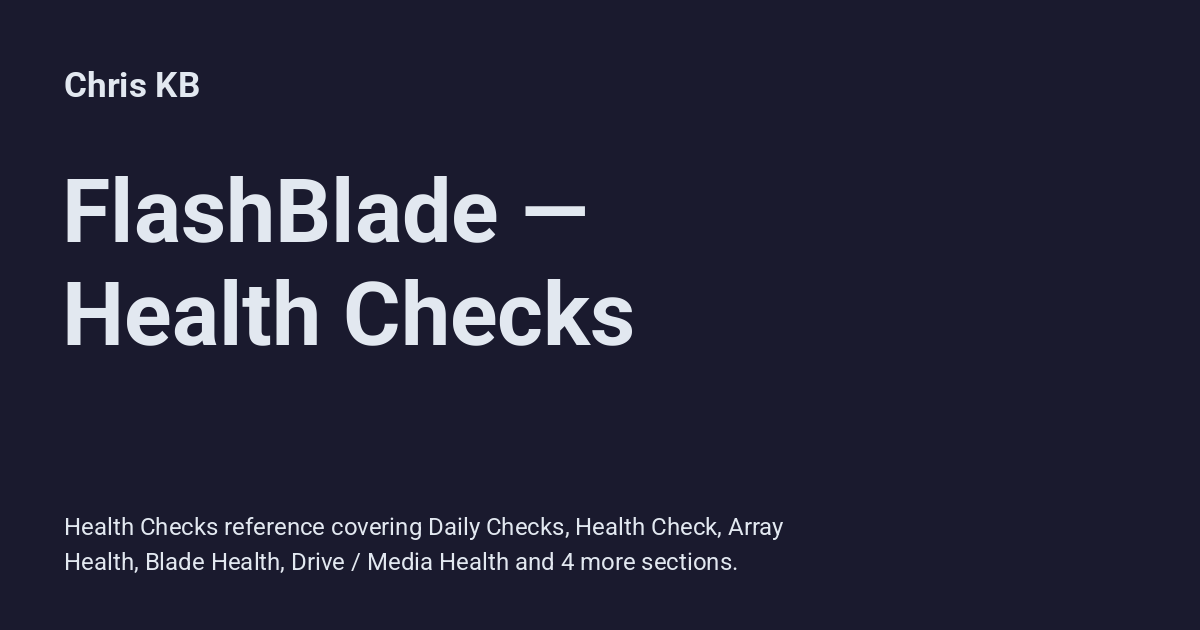 Chris KB
FlashBlade —
Health Checks
Health Checks reference covering Daily Checks, Health Check, Array
Health, Blade Health, Drive / Media Health and 4 more sections.